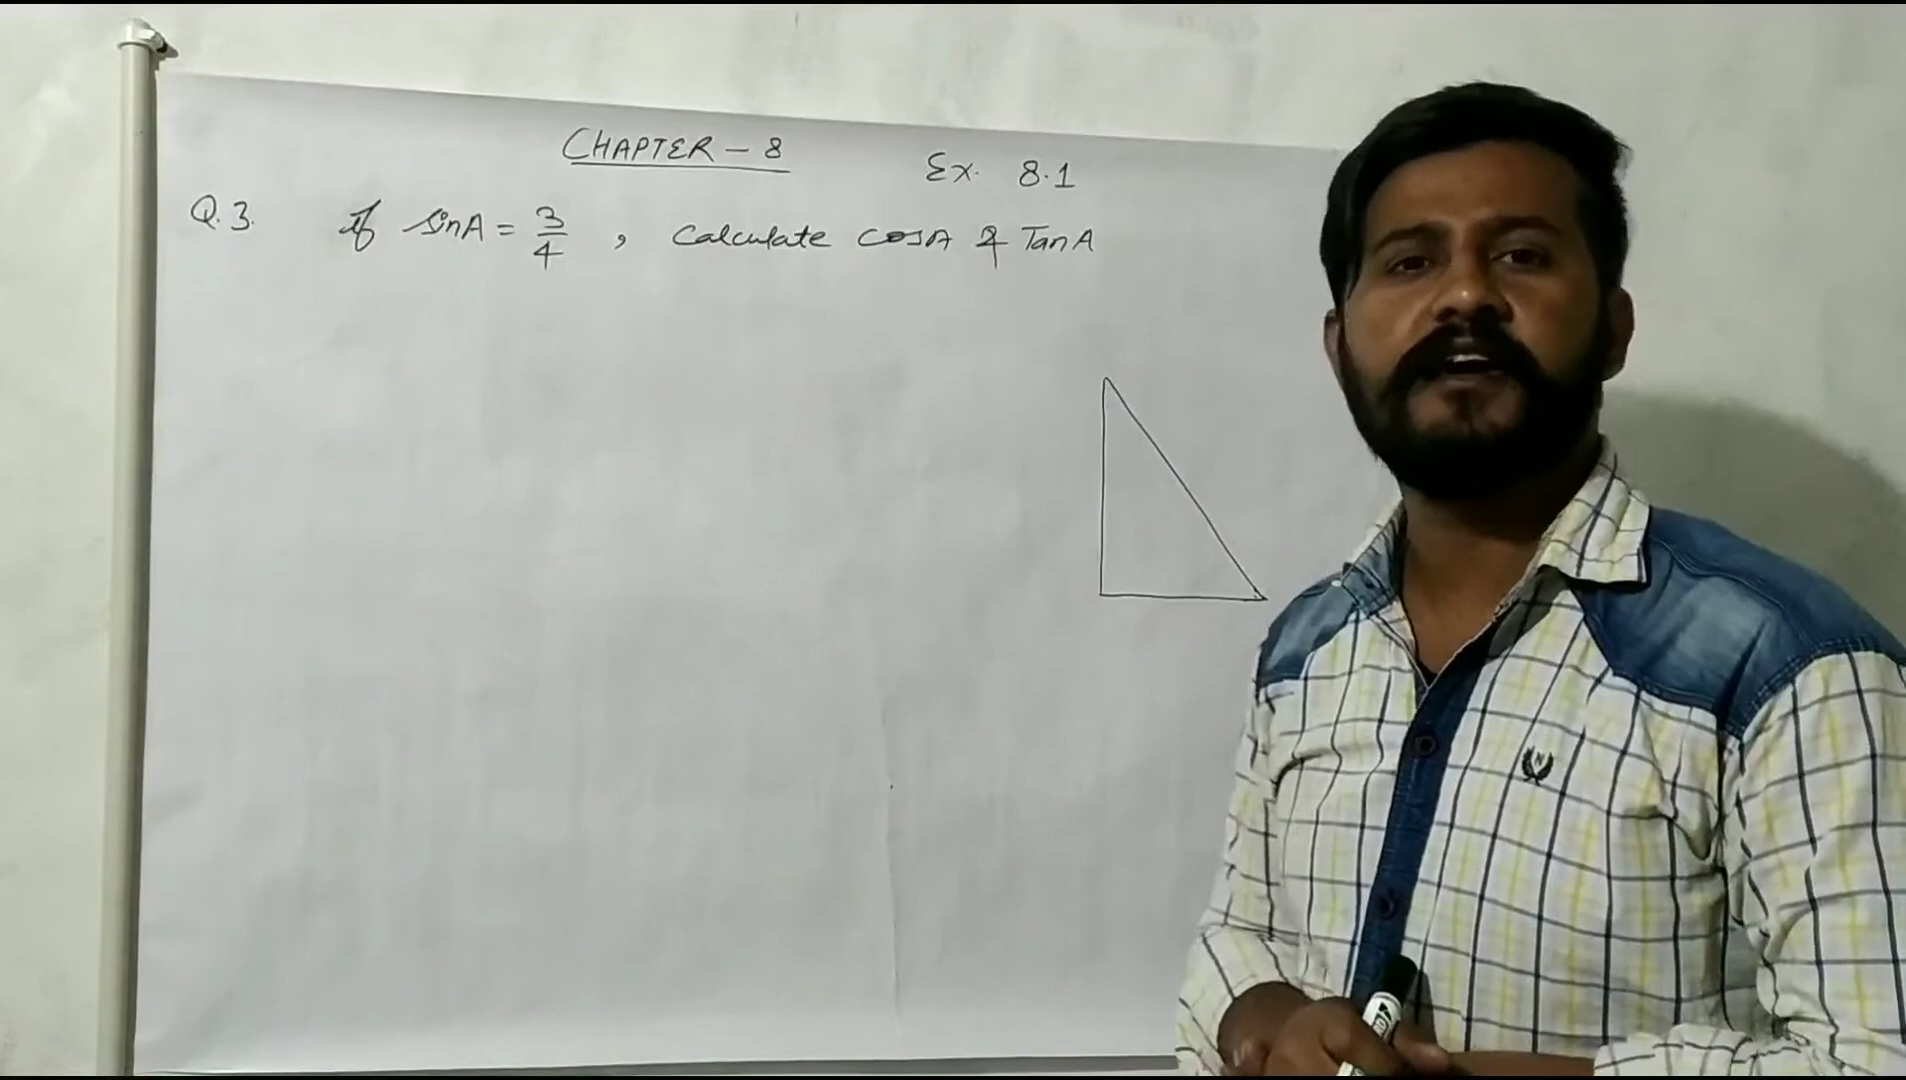 CHAPTER - 8
Ex. 8.1
Q.3. If sinA = 3/4 , calculate cosA & TanA
N